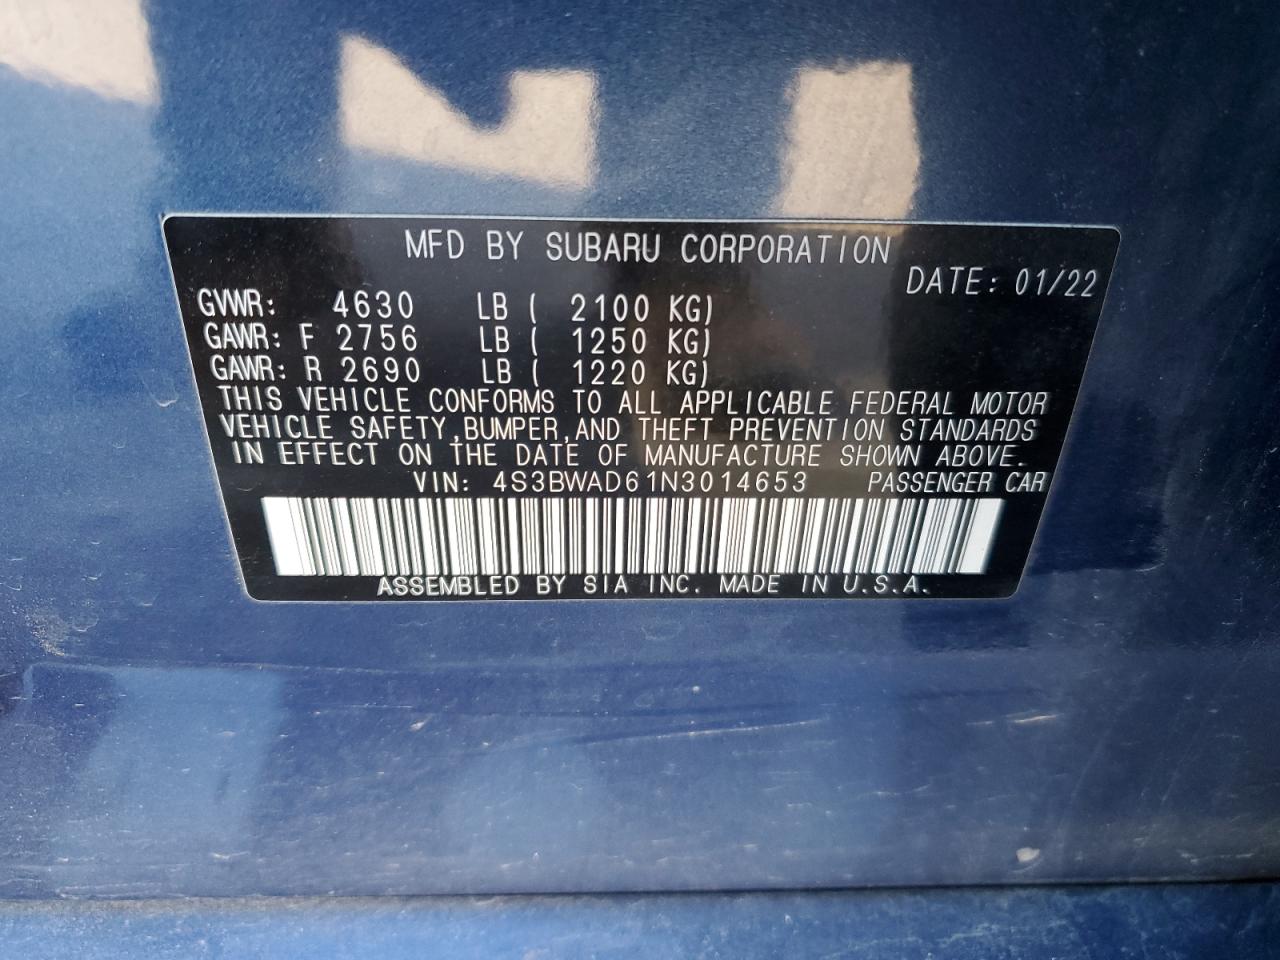 MFD BY SUBARU CORPORATION
DATE: 01/22
GVWR: 4630 LB ( 2100 KG)
GAWR: F 2756 LB ( 1250 KG)
GAWR: R 2690 LB ( 1220 KG)
THIS VEHICLE CONFORMS TO ALL APPLICABLE FEDERAL MOTOR
VEHICLE SAFETY,BUMPER,AND THEFT PREVENTION STANDARDS
IN EFFECT ON THE DATE OF MANUFACTURE SHOWN ABOVE.
VIN: 4S3BWAD61N3014653 PASSENGER CAR
ASSEMBLED BY SIA INC. MADE IN U.S.A.